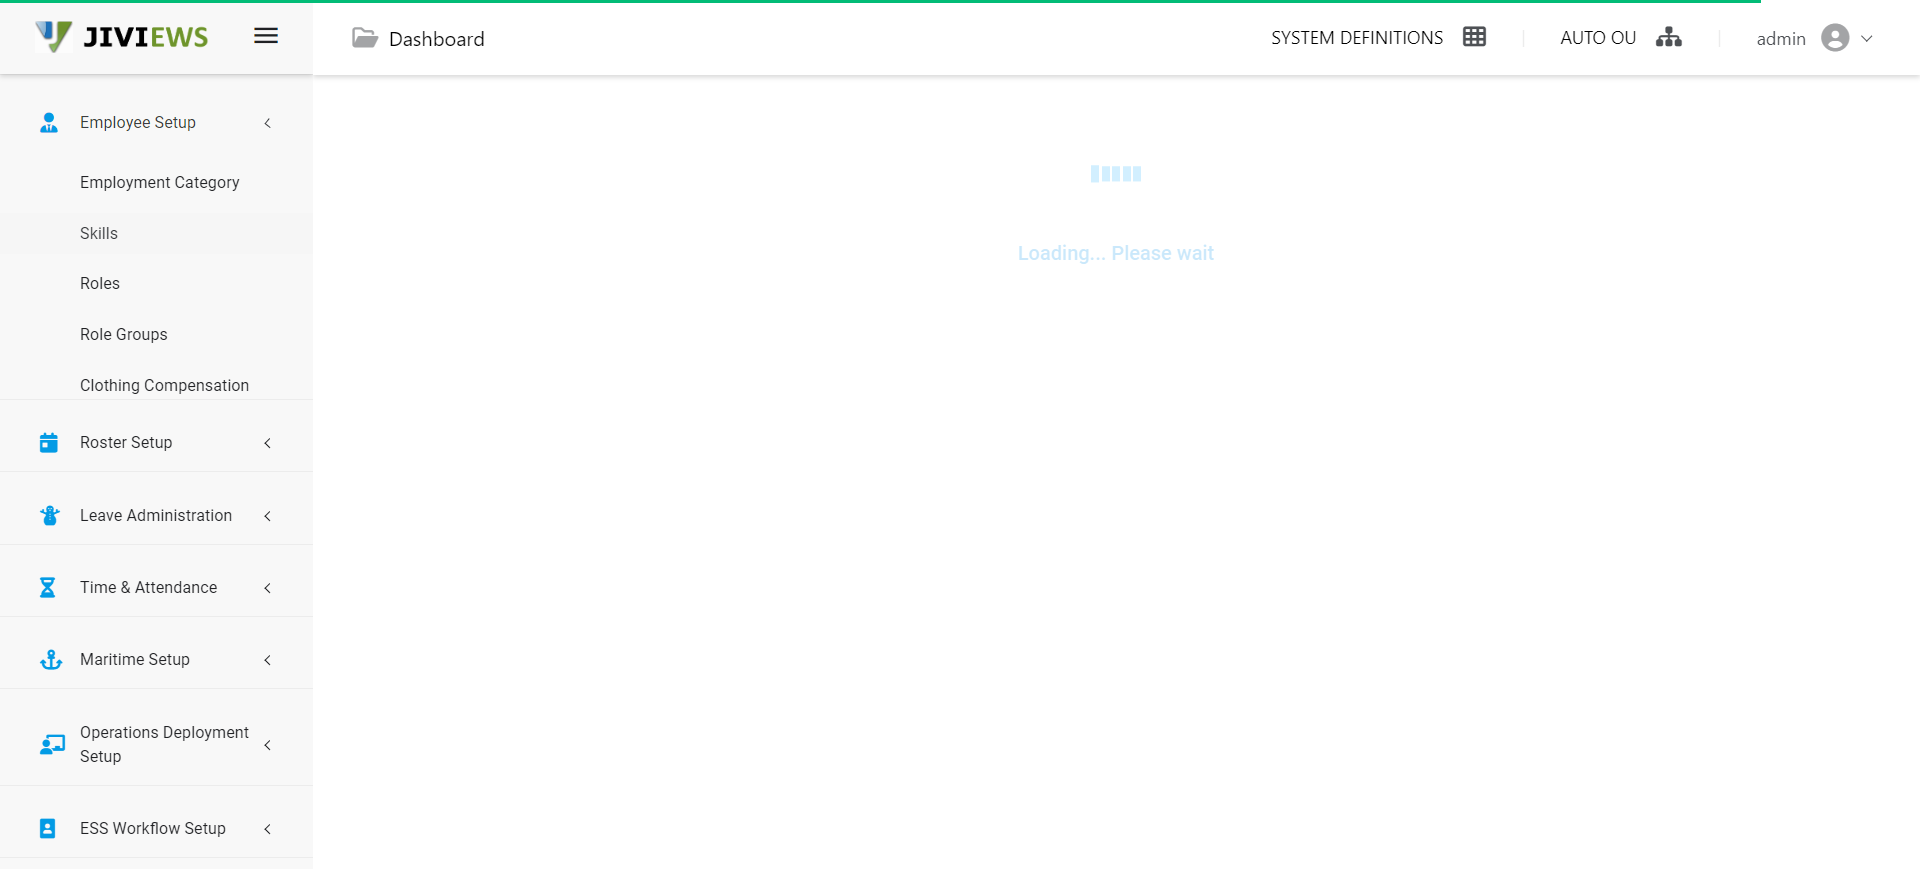 JIVIEWS
Dashboard
SYSTEM DEFINITIONS
AUTO OU
admin
Employee Setup
Employment Category
Skills
Roles
Role Groups
Clothing Compensation
Roster Setup
Leave Administration
Time & Attendance
Maritime Setup
Operations Deployment
Setup
ESS Workflow Setup
Loading... Please wait